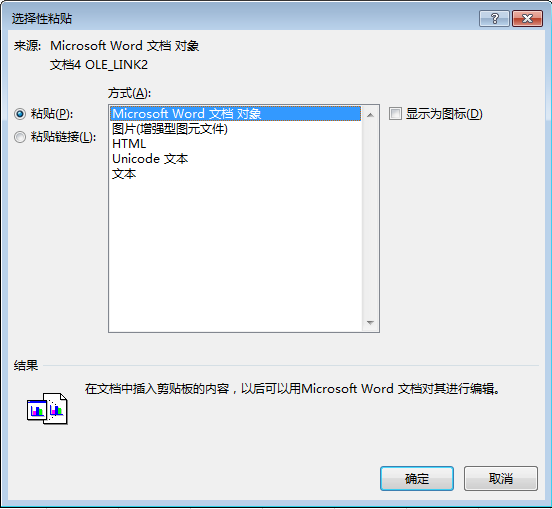 选择性粘贴
来源: Microsoft Word 文档 对象
文档4 OLE_LINK2
方式(A):
粘贴(P):
粘贴链接(L):
Microsoft Word 文档 对象
图片(增强型图元文件)
HTML
Unicode 文本
文本
显示为图标(D)
结果
在文档中插入剪贴板的内容，以后可以用Microsoft Word 文档对其进行编辑。
确定
取消